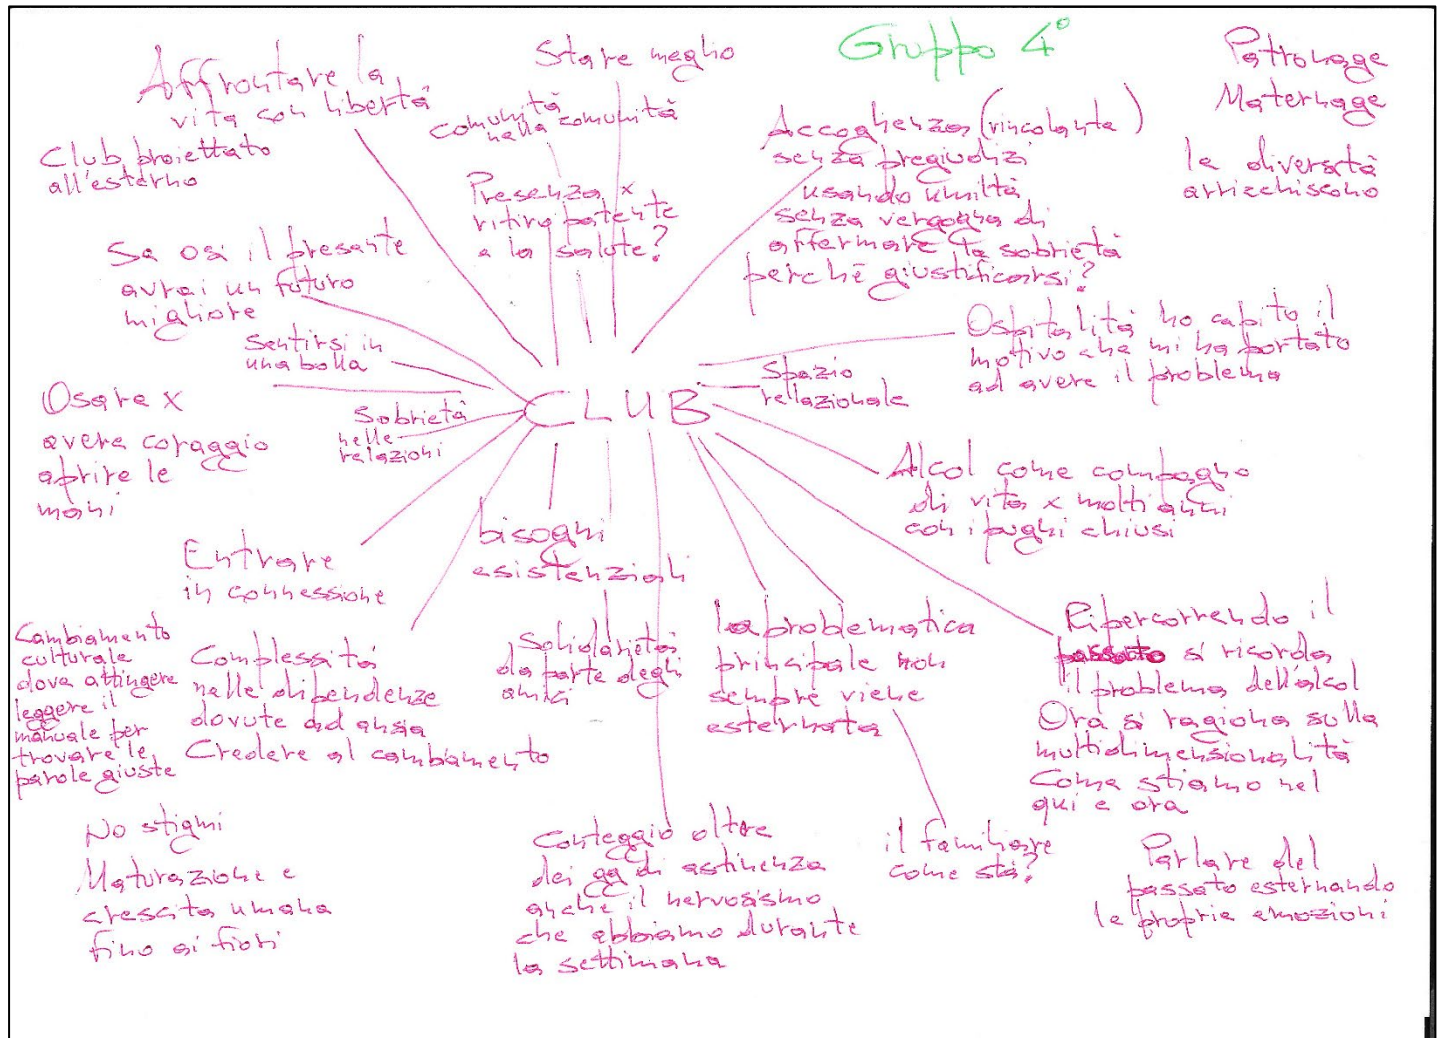 Gruppo 4°
Affrontare la
vita con libertà
Stare meglio
comunità
nella comunità
Patronage
Maternage
le diversità
arricchiscono
Club proiettato
all'esterno
Presenza x
ritiro patente
e la salute?
Accoglienza (vincolante)
senza pregiudizi
usando umiltà
senza vergogna di
affermare la sobrietà
perché giustificarsi?
Se osi il presente
avrai un futuro
migliore
Sentirsi in
una bolla
Ospitalità ho capito il
motivo che mi ha portato
ad avere il problema
Spazio
relazionale
Osare x
avere coraggio
aprire le
mani
Sobrietà
nelle
relazioni
CLUB
Alcol come compagno
di vita x molti anni
con i pugni chiusi
Entrare
in connessione
bisogni
esistenziali
Cambiamento
culturale
dove attingere
leggere il
manuale per
trovare le
parole giuste
Complessità
nelle dipendenze
dovute ad ansia
Credere al cambiamento
Solidarietà
da parte degli
amici
la problematica
principale non
sempre viene
esternata
Ripercorrendo il
passato si ricorda
il problema dell'alcol
Ora si ragiona sulla
multidimensionalità
Come stiamo nel
qui e ora
No stigmi
Maturazione e
crescita umana
fino ai fiori
Conteggio oltre
dei gg di astinenza
anche il nervosismo
che abbiamo durante
la settimana
il familiare
come sta?
Parlare del
passato esternando
le proprie emozioni